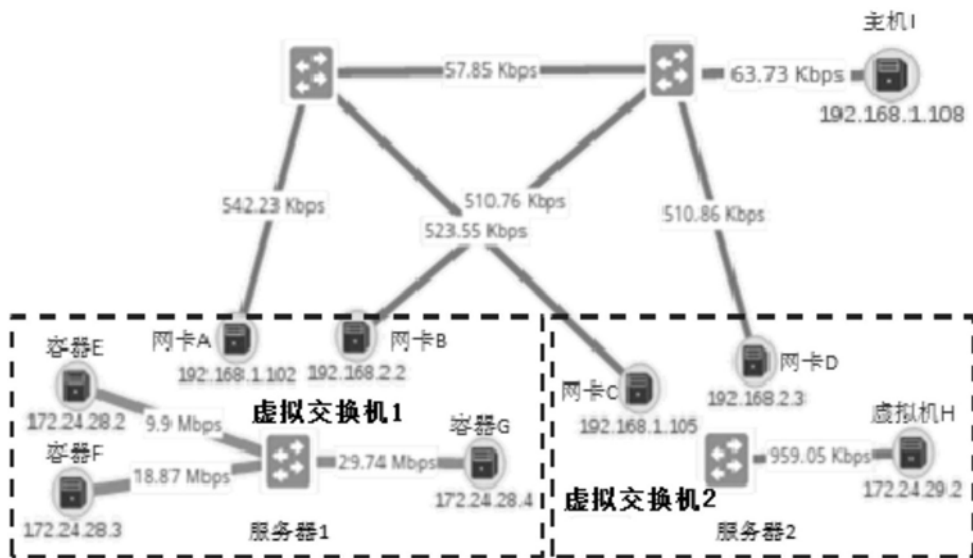 主机I
57.85 Kbps
63.73 Kbps
192.168.1.108
542.23 Kbps
510.76 Kbps
523.55 Kbps
510.86 Kbps
容器E
网卡A
网卡B
192.168.1.102
192.168.2.2
172.24.28.2
虚拟交换机1
9.9 Mbps
容器G
容器F
18.87 Mbps
29.74 Mbps
172.24.28.4
172.24.28.3
服务器1
网卡D
网卡C
192.168.2.3
虚拟机H
192.168.1.105
959.05 Kbps
172.24.29.2
虚拟交换机2
服务器2